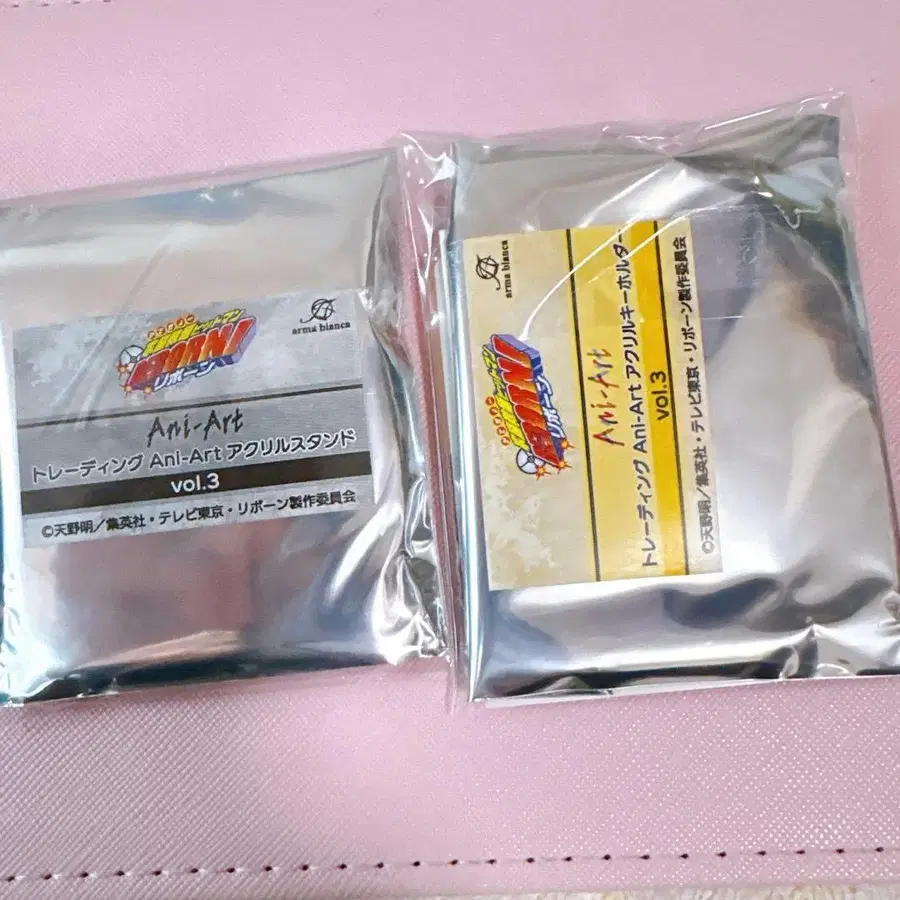 家庭教師
ヒットマン
REBORN!
リボーン
arma bianca
Ani-Art
トレーディング Ani-Art アクリルスタンド
vol.3
©天野明/集英社・テレビ東京・リボーン製作委員会
家庭教師
REBORN!
リボーン
arma bianca
Ani-Art
トレーディング Ani-Art アクリルキーホルダー
vol.3
©天野明/集英社・テレビ東京・リボーン製作委員会